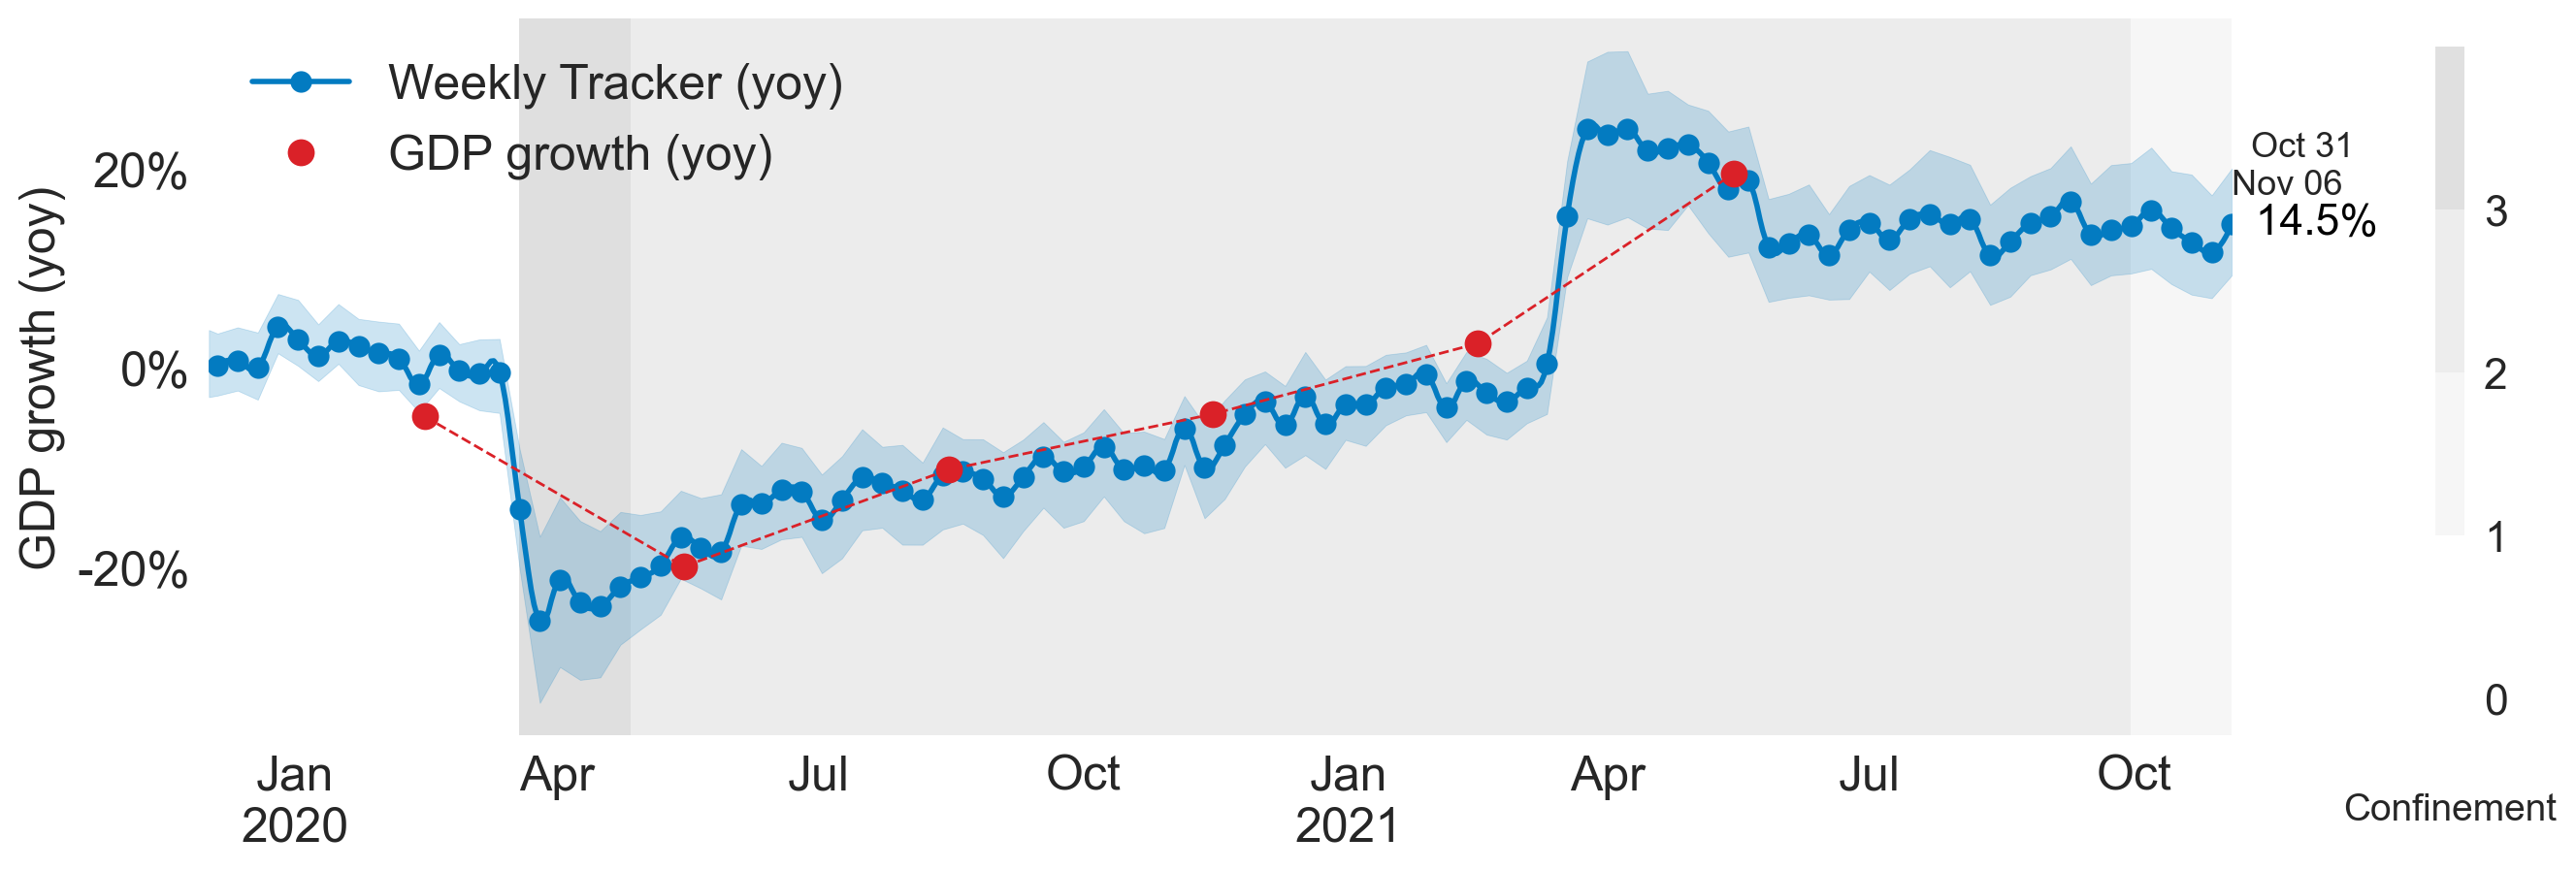 Weekly Tracker (yoy)
GDP growth (yoy)
GDP growth (yoy)
20%
0%
-20%
Jan
2020
Apr
Jul
Oct
Jan
2021
Apr
Jul
Oct
Oct 31
Nov 06
14.5%
3
2
1
0
Confinement